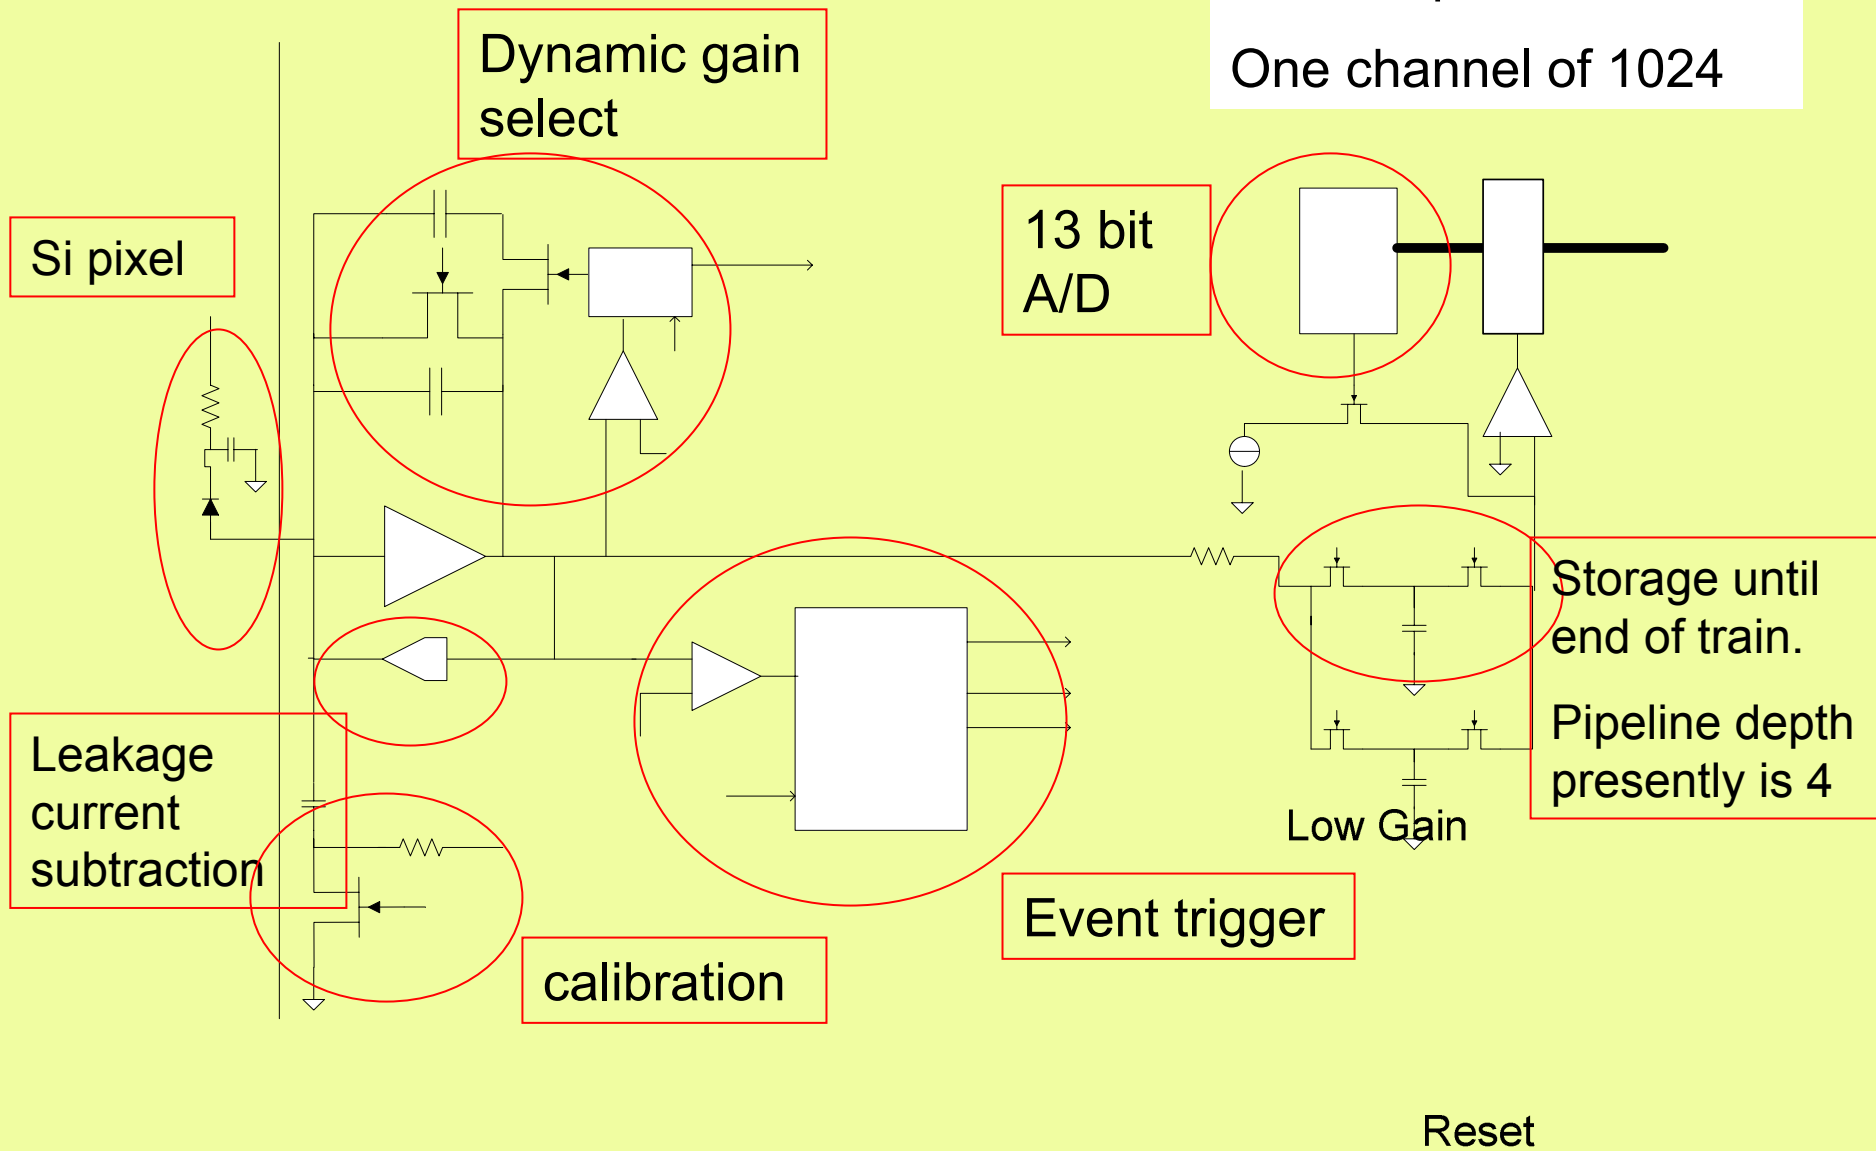 One channel of 1024
Dynamic gain
select
Si pixel
13 bit
A/D
Storage until
end of train.
Pipeline depth
presently is 4
Leakage
current
subtraction
Low Gain
Event trigger
calibration
Reset